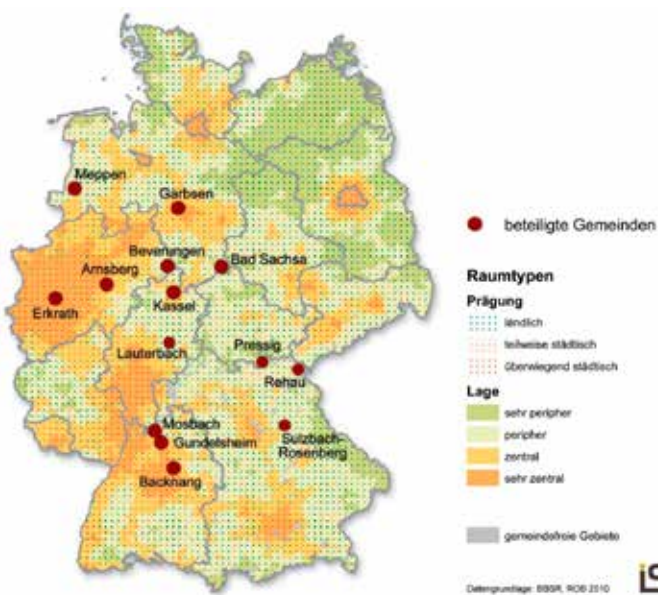 Meppen
Garbsen
Beverungen
Bad Sachsa
Arnsberg
Kassel
Erkrath
Lauterbach
Pressig
Rehau
Mosbach
Gundelsheim
Sulzbach-
Rosenberg
Backnang
beteiligte Gemeinden
Raumtypen
Prägung
ländlich
teilweise städtisch
überwiegend städtisch
Lage
sehr peripher
peripher
zentral
sehr zentral
gemeindefreie Gebiete
Datengrundlage: BBSR, ROB 2010